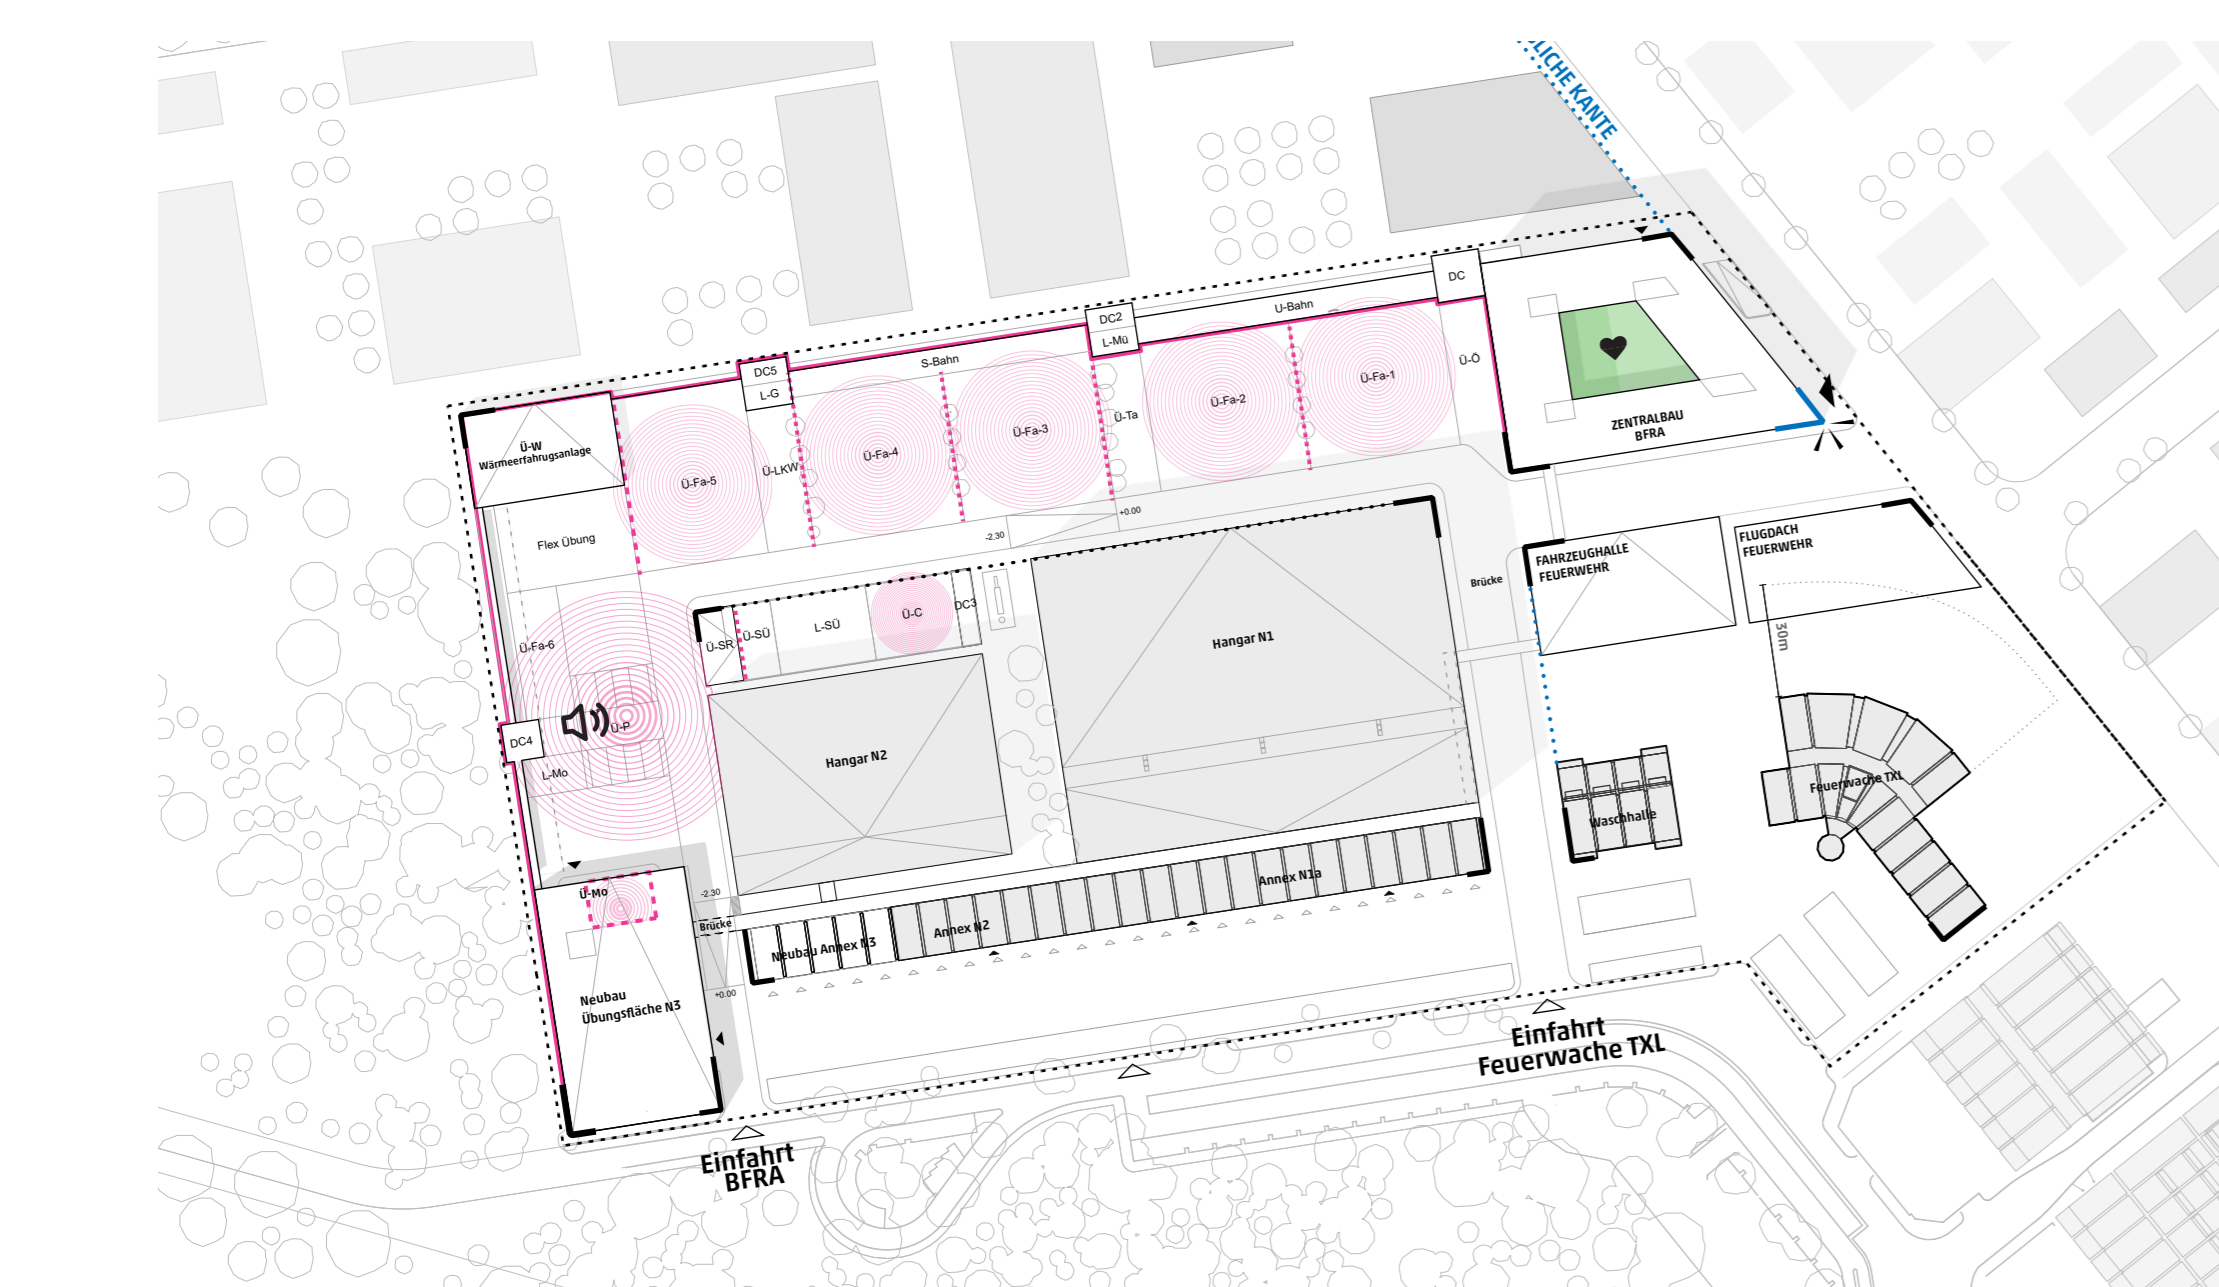 LICHE KANTE
DC
U-Bahn
DC2
L-Mü
S-Bahn
DC5
L-G
Ü-Ö
Ü-Fa-1
Ü-Fa-2
Ü-Ta
Ü-Fa-3
Ü-Fa-4
Ü-LKW
Ü-Fa-5
Ü-W
Wärmeerfahrugsanlage
ZENTRALBAU
BFRA
Flex Übung
+0.00
-2.30
FLUGDACH
FEUERWEHR
FAHRZEUGHALLE
FEUERWEHR
Brücke
30m
DC3
Ü-C
L-SÜ
Ü-SÜ
Ü-SR
Ü-Fa-6
Hangar N1
Hangar N2
Ü-P
DC4
L-Mo
Feuerwache TXL
Waschhalle
Annex N1a
Annex N2
Neubau Annex N3
Ü-Mo
-2.30
Brücke
+0.00
Neubau
Übungsfläche N3
Einfahrt
Feuerwache TXL
Einfahrt
BFRA